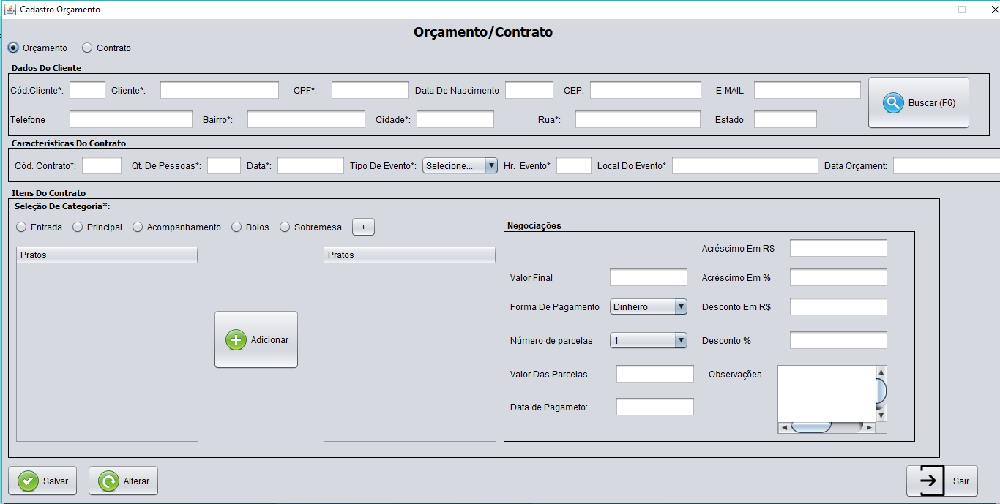 Cadastro Orçamento
Orçamento/Contrato
Orçamento Contrato
Dados Do Cliente
Cód.Cliente*: Cliente*: CPF*: Data De Nascimento CEP: E-MAIL Buscar (F6)
Telefone Bairro*: Cidade*: Rua*: Estado
Caracteristicas Do Contrato
Cód. Contrato*: Qt. De Pessoas*: Data*: Tipo De Evento*: Selecione... Hr. Evento* Local Do Evento* Data Orçament:
Itens Do Contrato
Seleção De Categoria*:
Entrada Principal Acompanhamento Bolos Sobremesa +
Negociações
Pratos Pratos
Acréscimo Em R$
Valor Final Acréscimo Em %
Forma De Pagamento Dinheiro Desconto Em R$
Adicionar
Número de parcelas 1 Desconto %
Valor Das Parcelas Observações
Data de Pagameto:
Salvar Alterar Sair